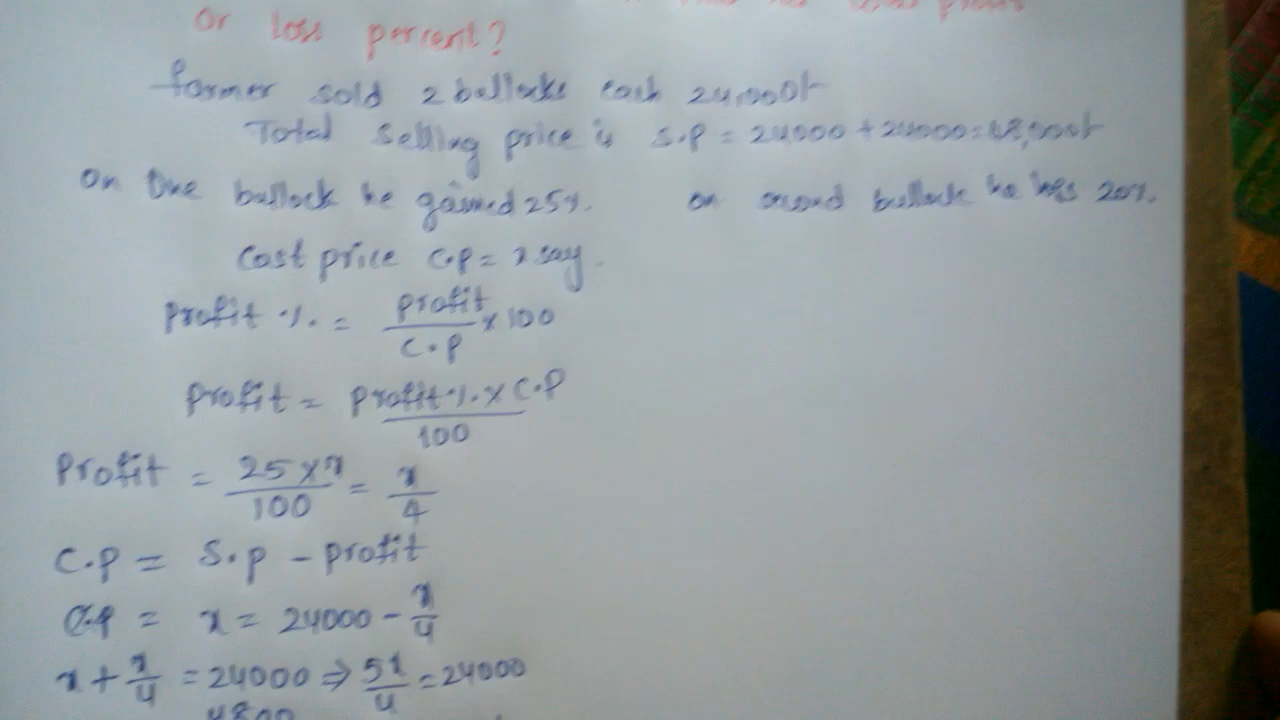 Or loss percent?
farmer sold 2 bullocks each 24,000/-
Total selling price is S.P = 24000 + 24000 = 48,000/-
On One bullock he gained 25%. on second bullock he loss 20%.
Cost price C.P = x say.
Profit %. = profit / C.P × 100
Profit = Profit %. × C.P / 100
Profit = 25 × x / 100 = x / 4
C.P = S.P - profit
C.P = x = 24000 - x / 4
x + x / 4 = 24000 ⇒ 5x / 4 = 24000
4800